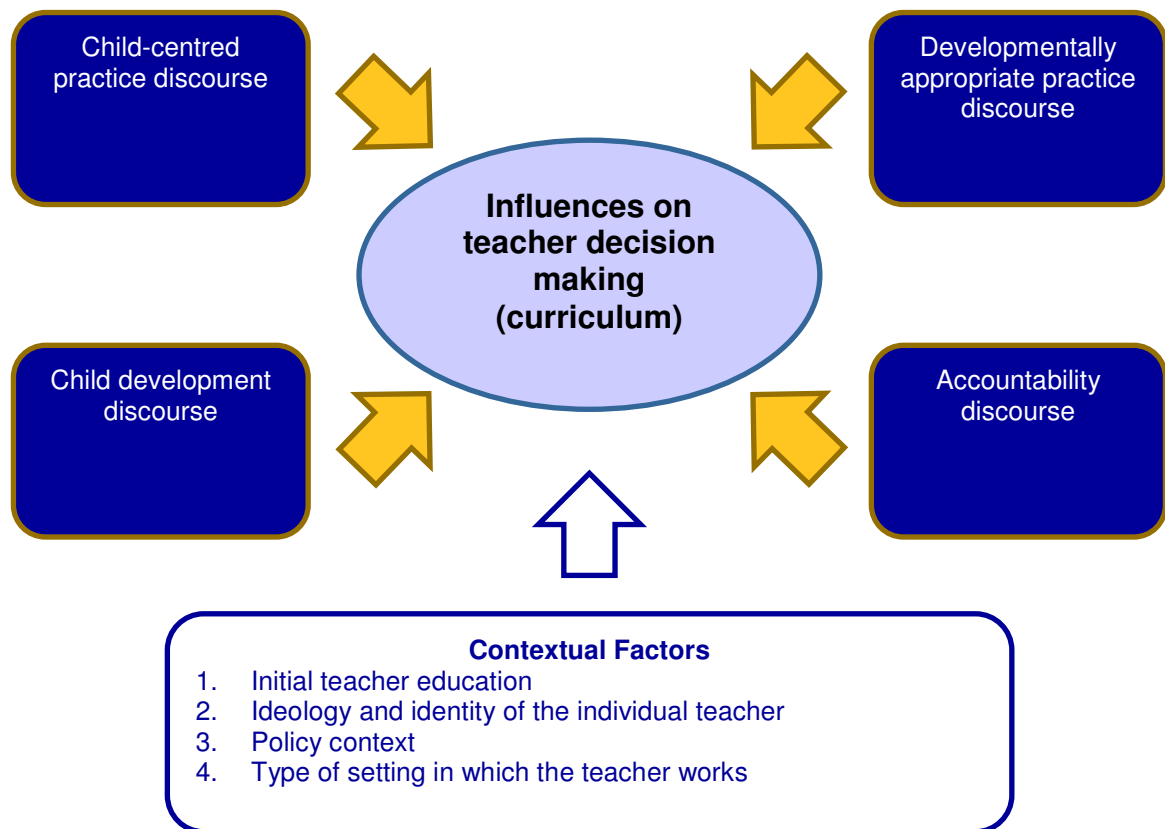 Child-centred
practice discourse
Developmentally
appropriate practice
discourse
Influences on
teacher decision
making
(curriculum)
Child development
discourse
Accountability
discourse
Contextual Factors
1. Initial teacher education
2. Ideology and identity of the individual teacher
3. Policy context
4. Type of setting in which the teacher works